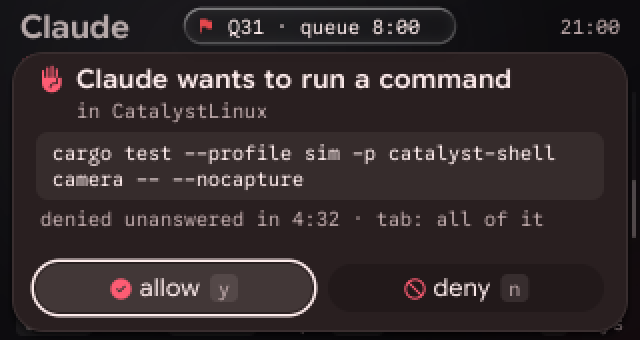 Claude
Q31 · queue 8:00
21:00
Claude wants to run a command
in CatalystLinux
cargo test --profile sim -p catalyst-shell
camera -- --nocapture
denied unanswered in 4:32 · tab: all of it
allow y
deny n